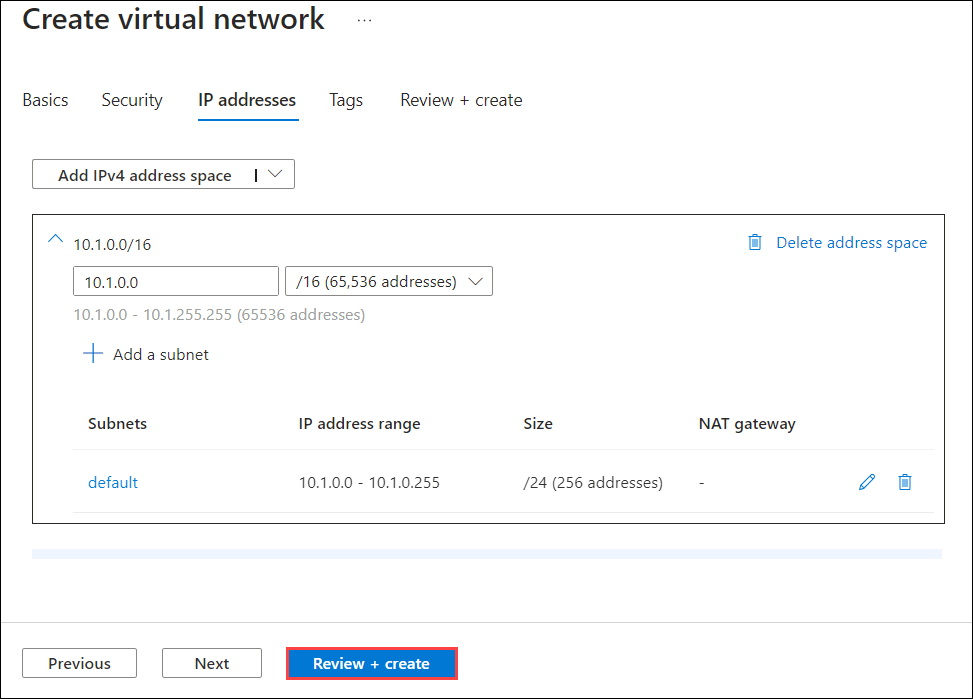 Create virtual network ...
Basics Security IP addresses Tags Review + create
Add IPv4 address space
10.1.0.0/16 Delete address space
10.1.0.0 /16 (65,536 addresses)
10.1.0.0 - 10.1.255.255 (65536 addresses)
Add a subnet
Subnets IP address range Size NAT gateway
default 10.1.0.0 - 10.1.0.255 /24 (256 addresses) -
Previous Next Review + create